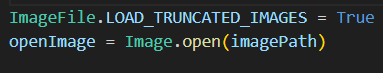 ImageFile.LOAD_TRUNCATED_IMAGES = True
openImage = Image.open(imagePath)